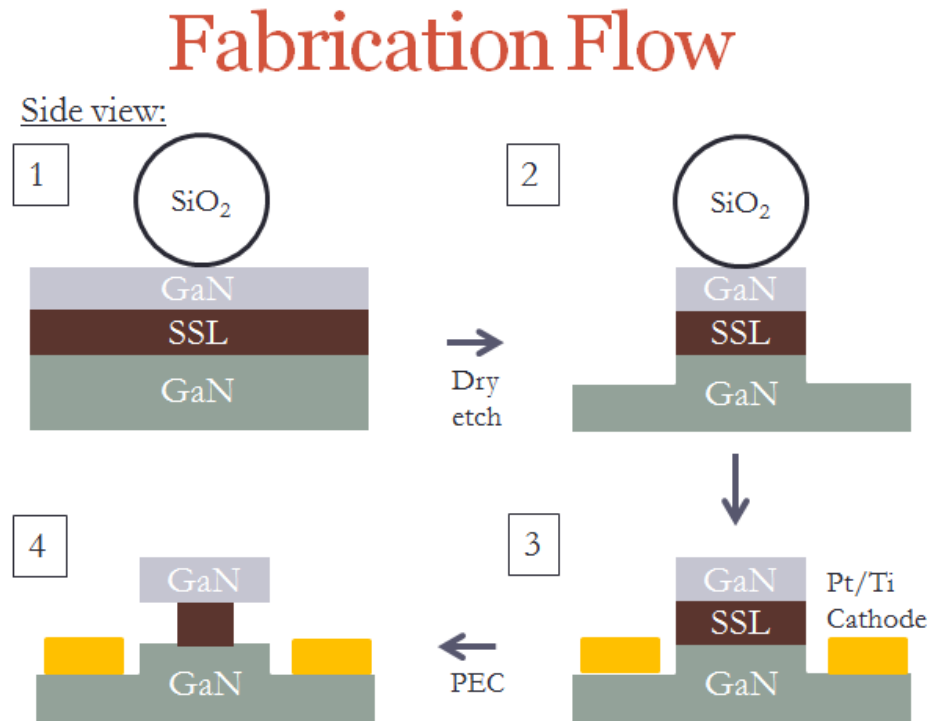 Fabrication Flow
Side view:
1
SiO₂
GaN
SSL
GaN
Dry
etch
2
SiO₂
GaN
SSL
GaN
3
GaN
SSL
GaN
Pt/Ti
Cathode
PEC
4
GaN
GaN